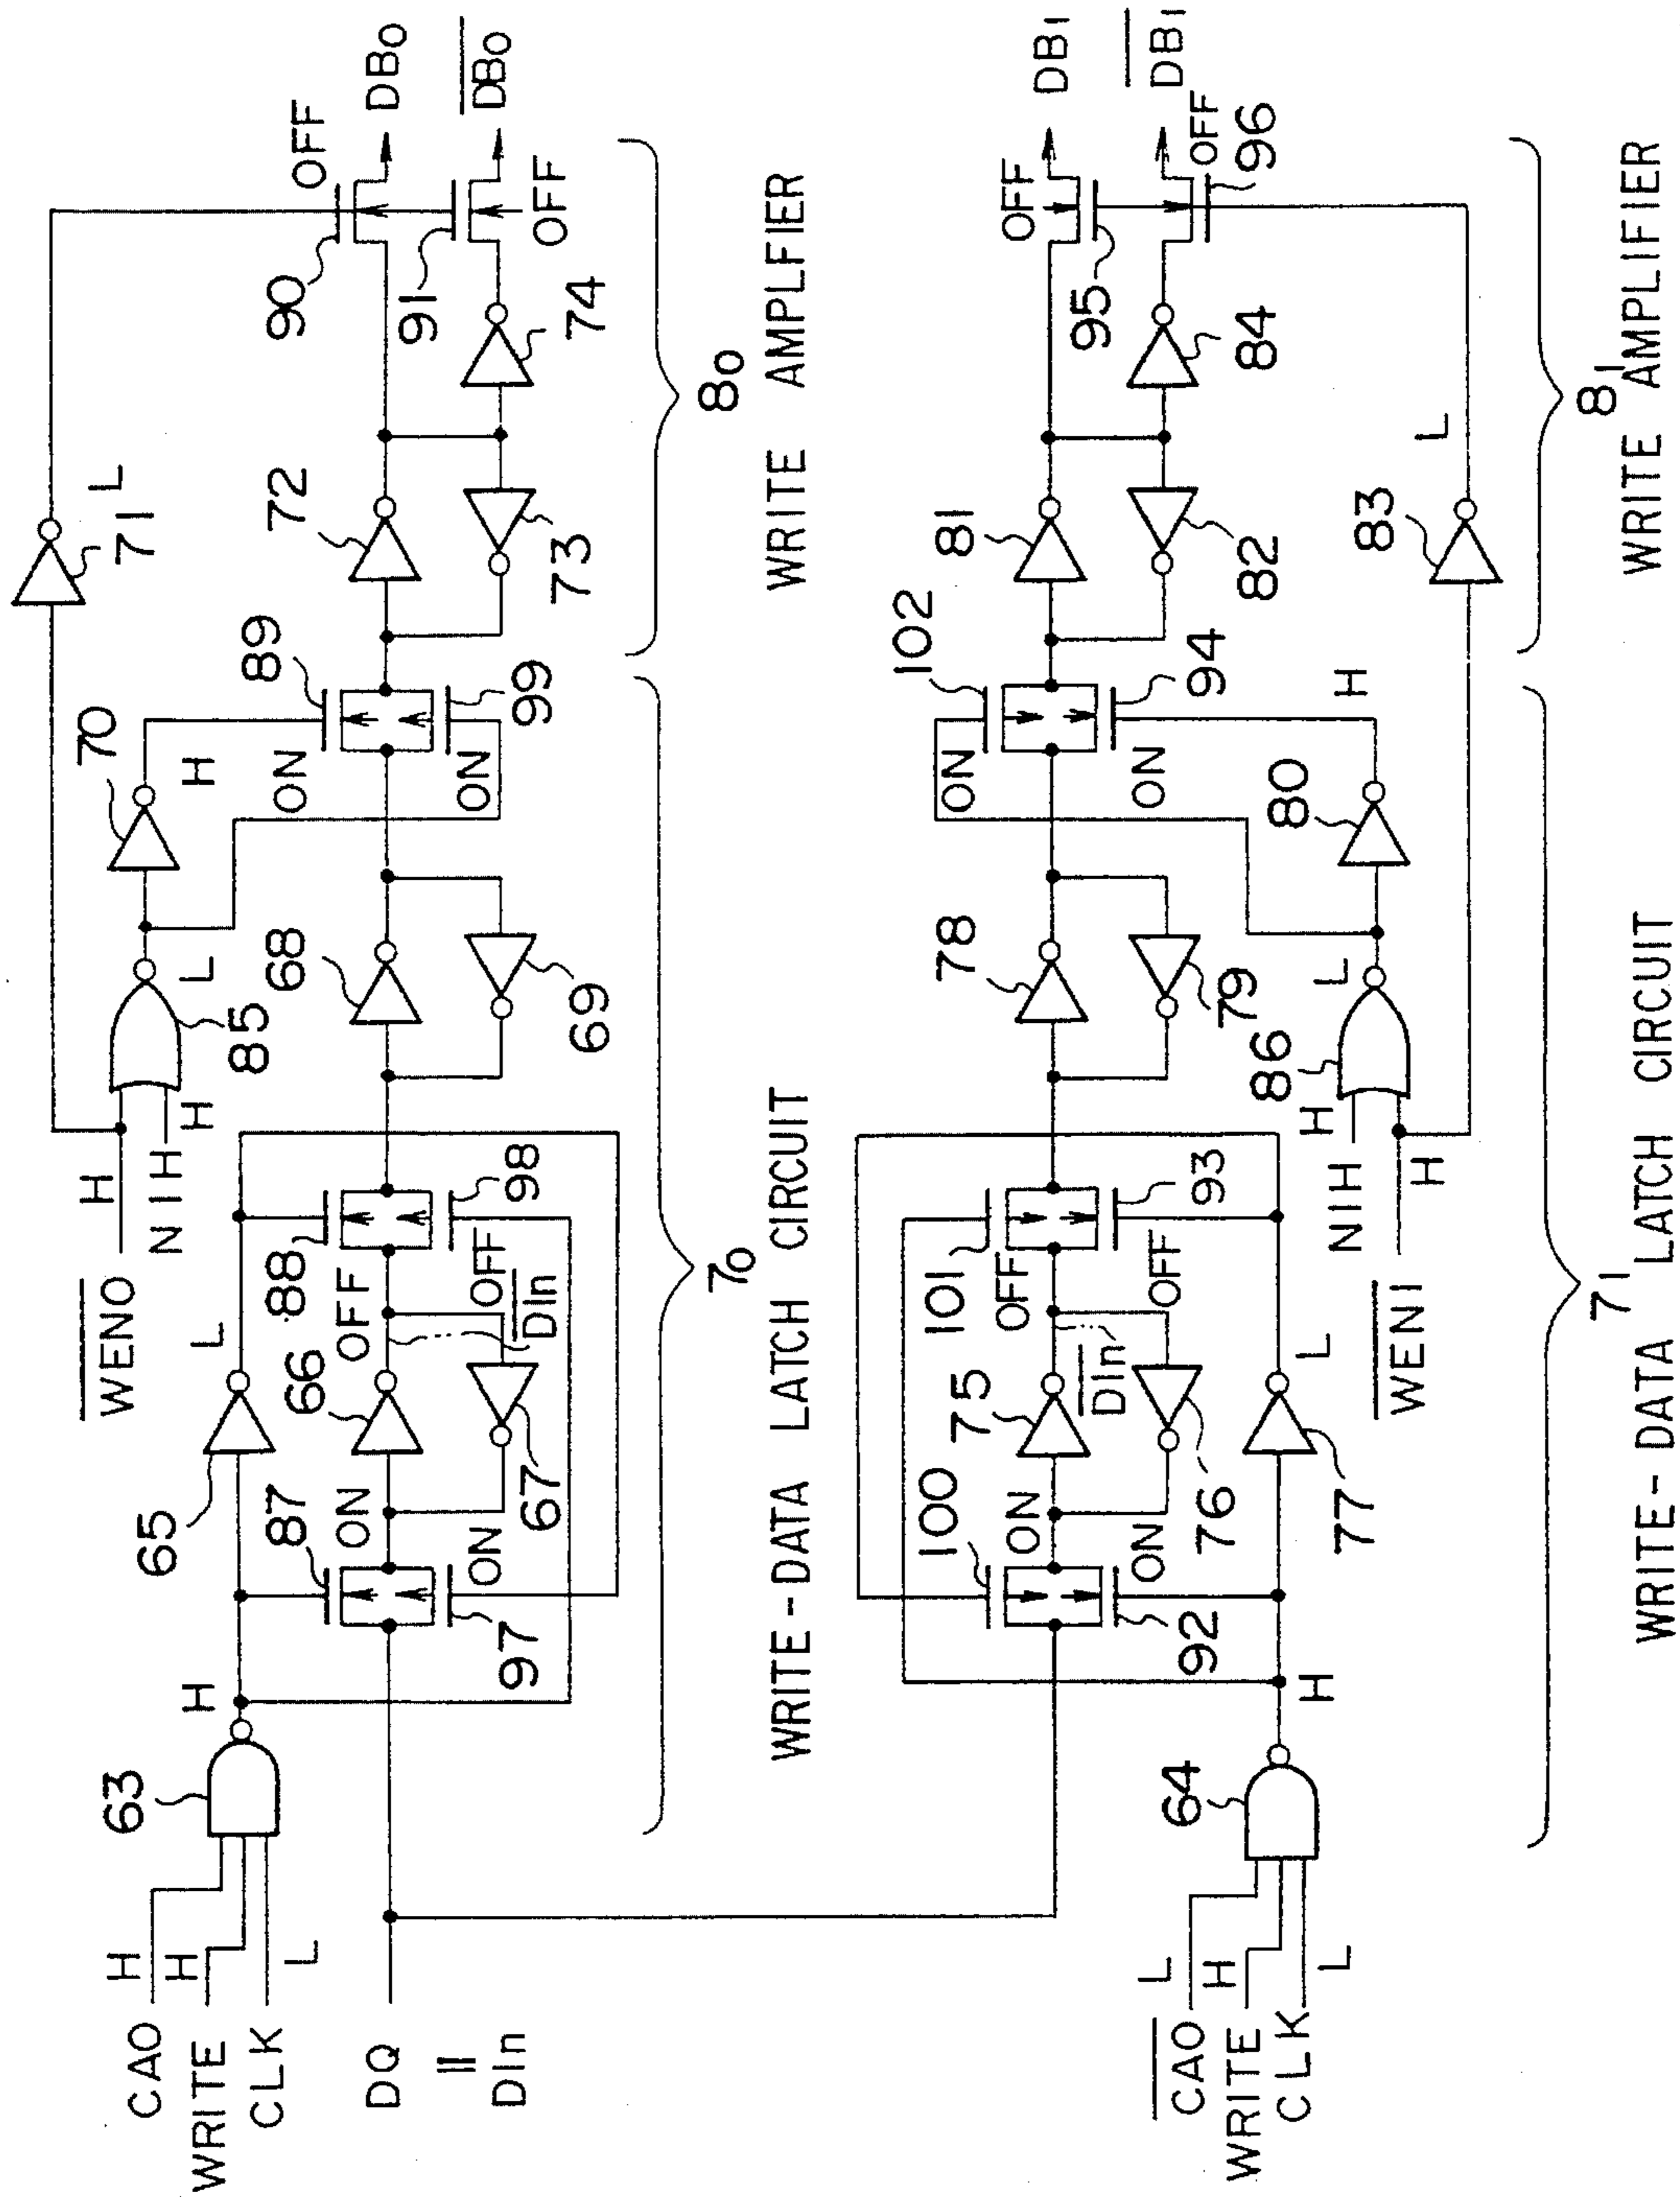 CA0 H
WRITE H
CLK L
63
H
65
L
WEN0 H
NIH H
85
L
70
H
71
L
DQ
||
DIn
87
ON
97
ON
66
67
88
OFF
98
OFF
DIn
68
69
89
ON
99
ON
72
73
74
90
OFF
91
OFF
DB0
DB0
70
WRITE-DATA LATCH CIRCUIT
80
WRITE AMPLFIER
CA0 L
WRITE H
CLK L
64
H
77
L
100
ON
92
ON
75
76
DIn
101
OFF
93
OFF
78
79
NIH H
WEN1 H
86
L
80
H
102
ON
94
ON
81
82
83
L
84
95
OFF
96
OFF
DB1
DB1
71
WRITE-DATA LATCH CIRCUIT
81
WRITE AMPLIFIER